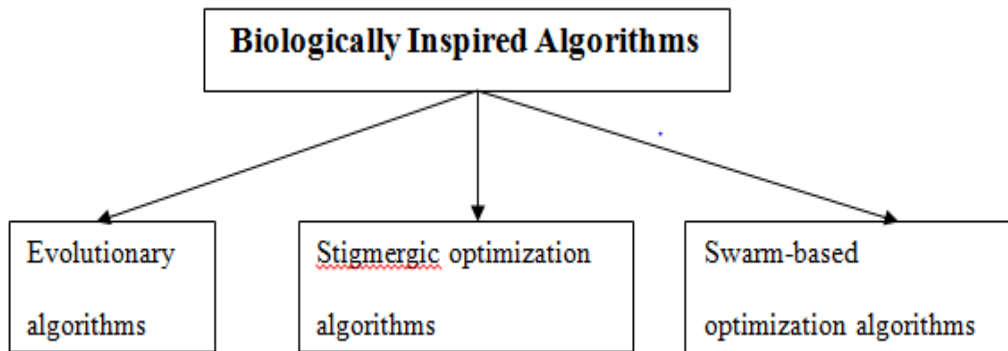 Biologically Inspired Algorithms
Evolutionary
algorithms
Stigmergic optimization
algorithms
Swarm-based
optimization algorithms